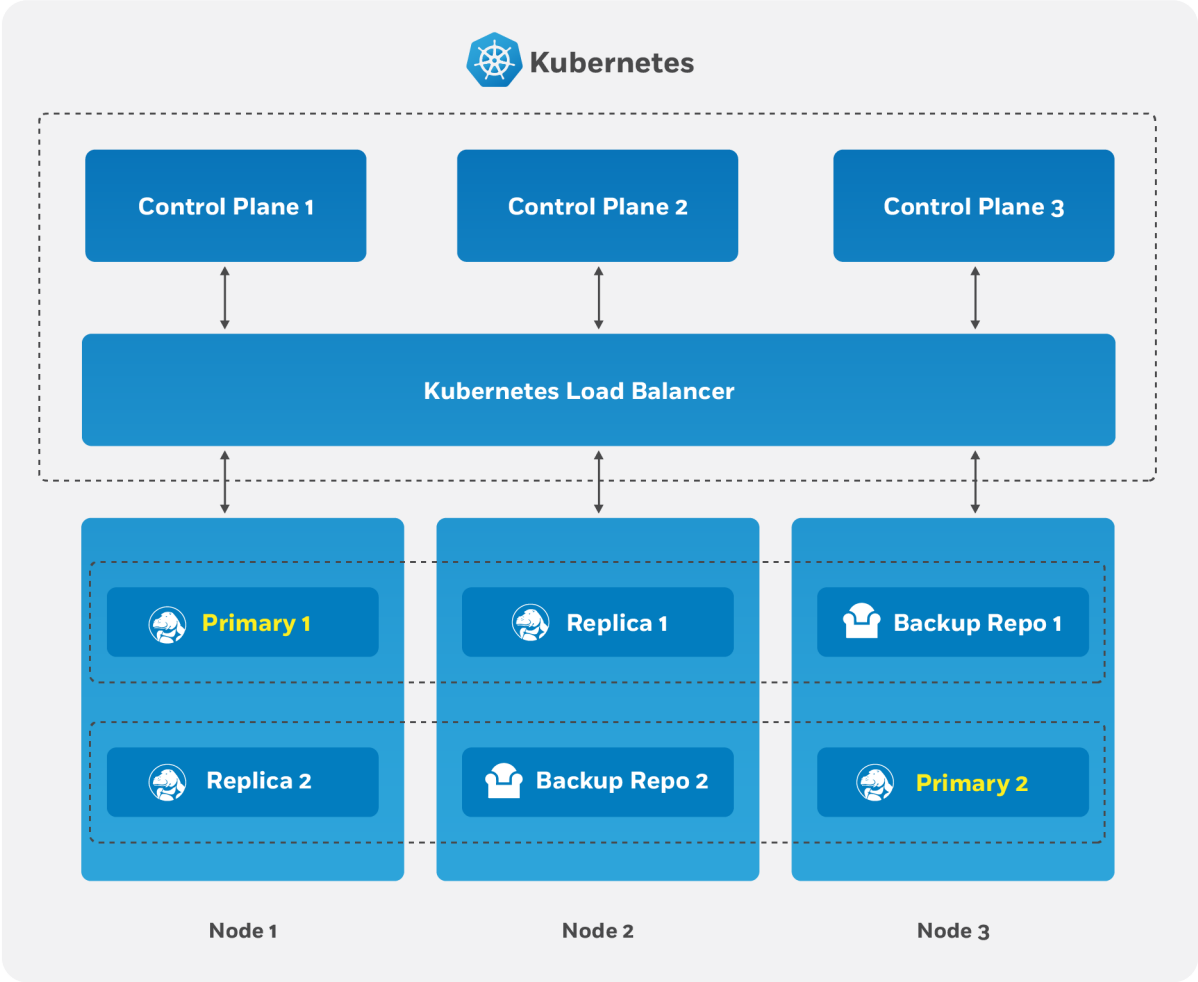 Kubernetes
Control Plane 1
Control Plane 2
Control Plane 3
Kubernetes Load Balancer
Primary 1
Replica 1
Backup Repo 1
Replica 2
Backup Repo 2
Primary 2
Node 1
Node 2
Node 3